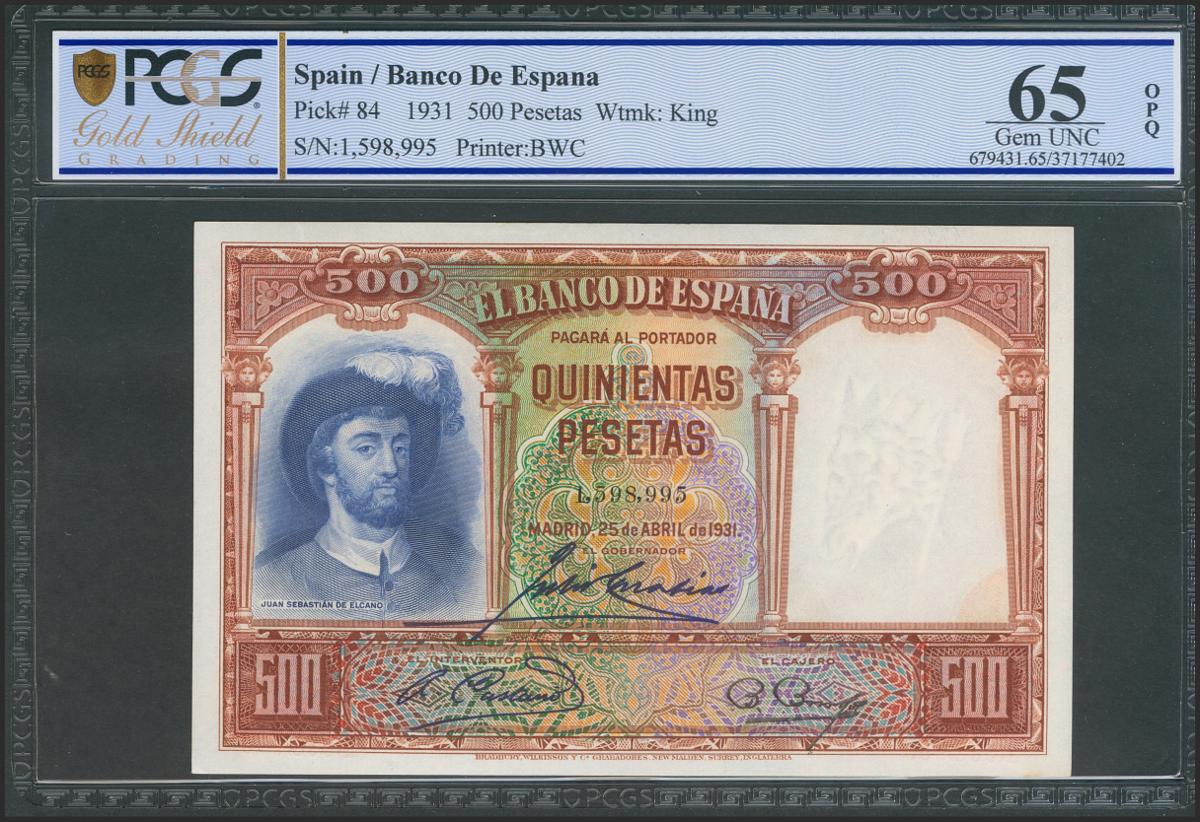 PCGS
PCGS
Gold Shield
GRADING
Spain / Banco De Espana
Pick# 84 1931 500 Pesetas Wtmk: King
S/N:1,598,995 Printer:BWC
65
Gem UNC
679431.65/37177402
OPQ
500
500
EL BANCO DE ESPAÑA
PAGARÁ AL PORTADOR
QUINIENTAS
PESETAS
1,598,995
MADRID 25 de ABRIL de 1931.
EL GOBERNADOR
JUAN SEBASTIÁN DE ELCANO
EL INTERVENTOR
EL CAJERO
500
500
BRADBURY, WILKINSON Y Cª GRABADORES. NEW MALDEN, SURREY, INGLATERRA